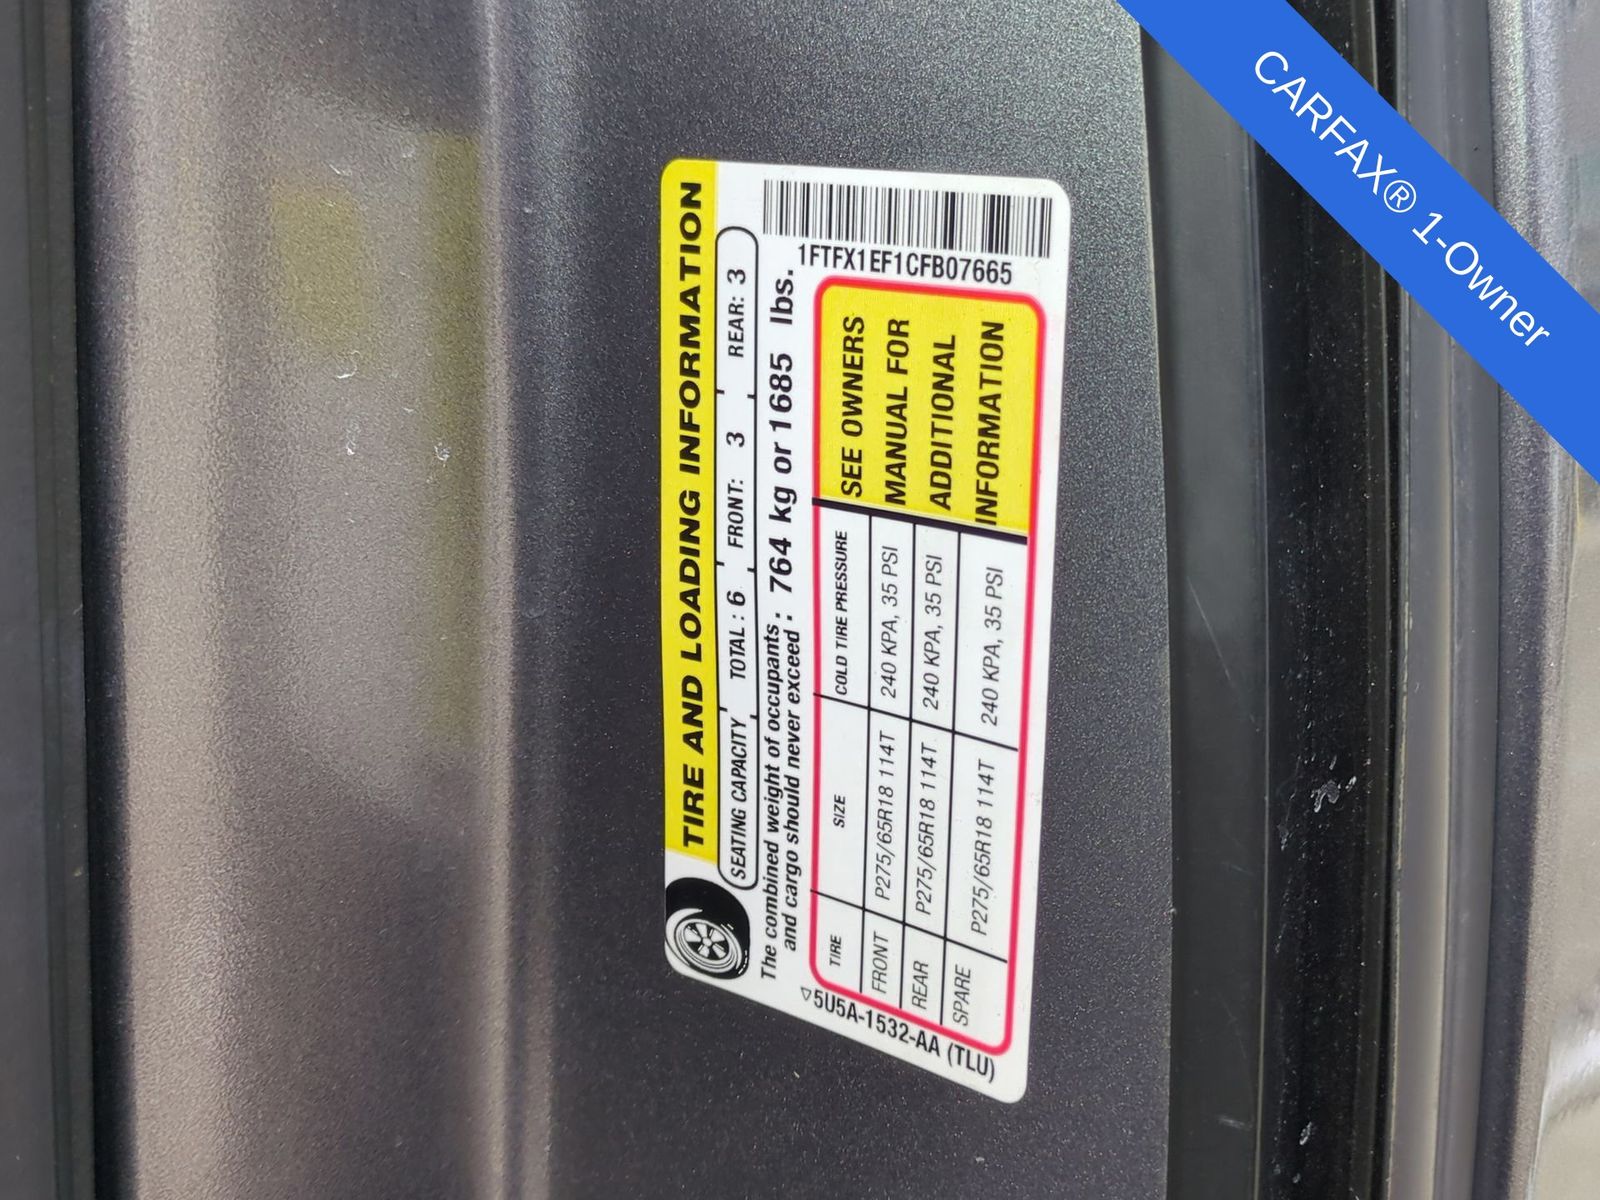 TIRE AND LOADING INFORMATION
SEATING CAPACITY TOTAL : 6 FRONT: 3 REAR: 3
The combined weight of occupants
and cargo should never exceed : 764 kg or 1685 lbs.
1FTFX1EF1CFB07665
TIRE SIZE COLD TIRE PRESSURE
FRONT P275/65R18 114T 240 KPA, 35 PSI
REAR P275/65R18 114T 240 KPA, 35 PSI
SPARE P275/65R18 114T 240 KPA, 35 PSI
SEE OWNERS
MANUAL FOR
ADDITIONAL
INFORMATION
5U5A-1532-AA (TLU)
CARFAX® 1-Owner